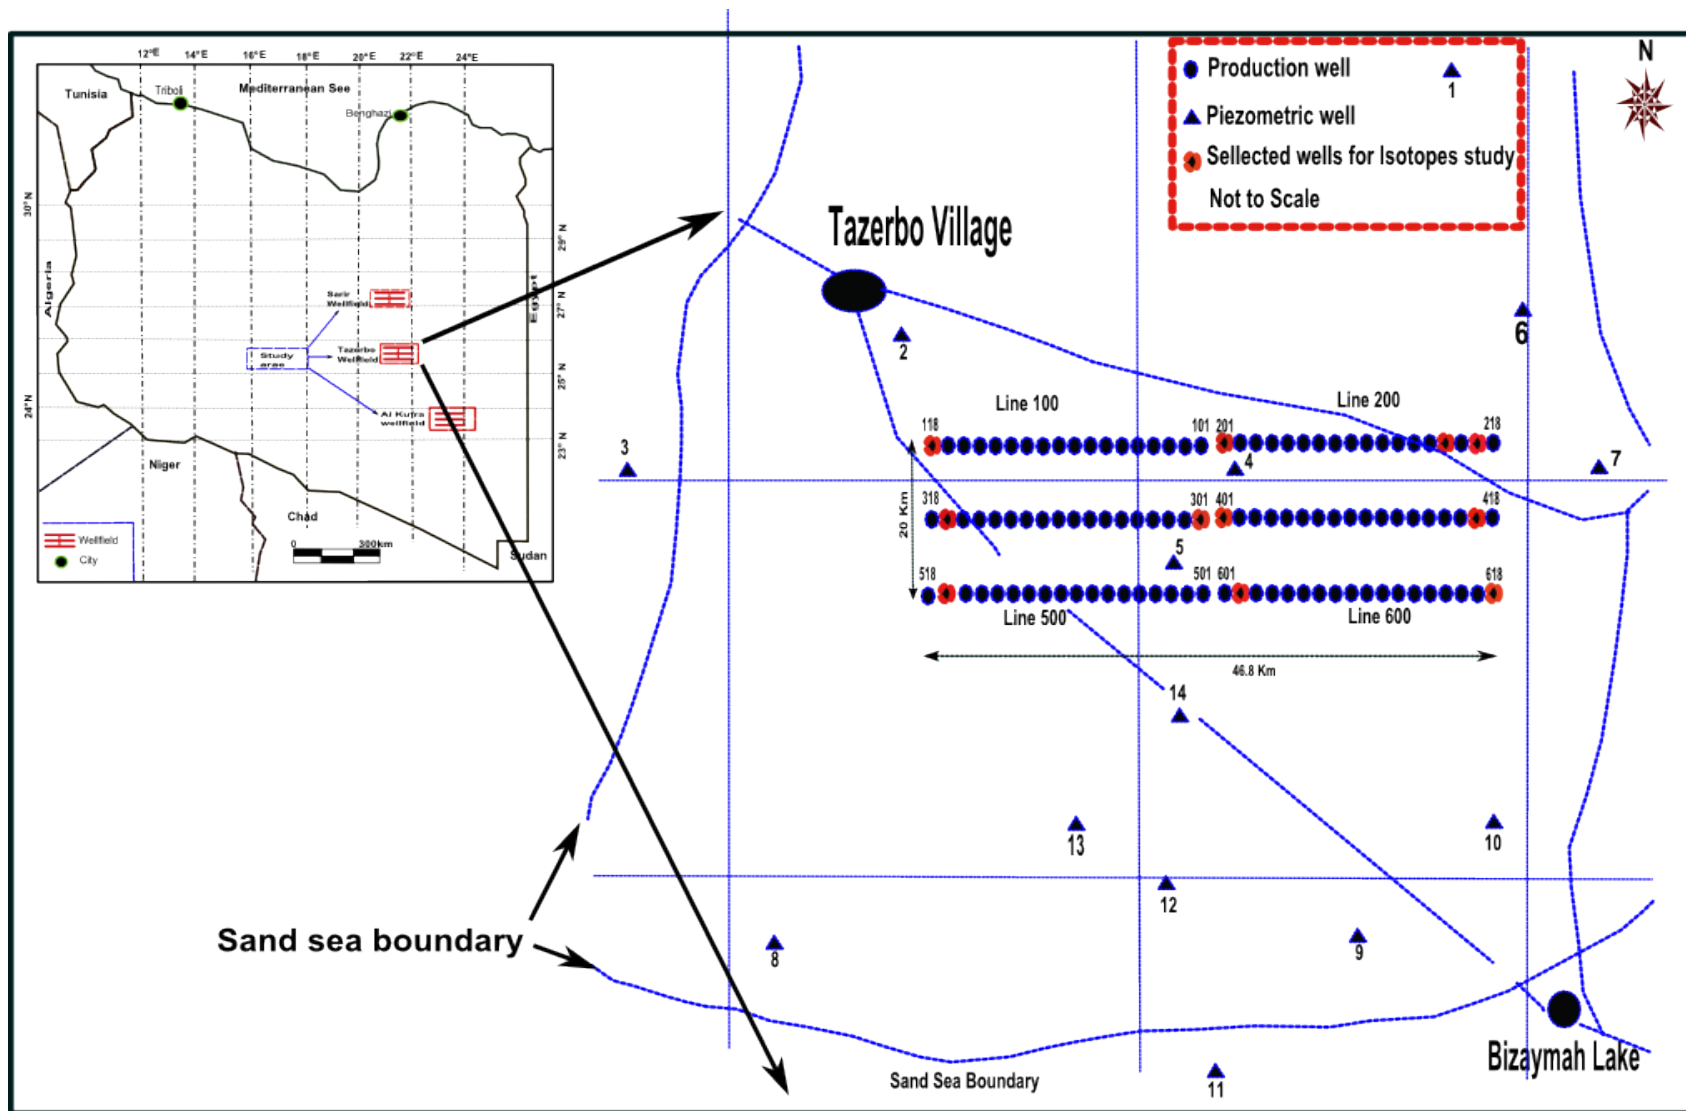 12°E 14°E 16°E 18°E 20°E 22°E 24°E
Tunisia
Triboli
Mediterranean See
Benghazi
30° N
29° N
27° N
25° N
24°N
23° N
Algeria
Egypt
Sarir
Wellfield
Tazerbo
Wellfield
Study
area
Al Kufra
wellfield
Niger
Chad
Sudan
0 300km
Wellfield
City
Production well
1
Piezometric well
Sellected wells for Isotopes study
Not to Scale
N
Tazerbo Village
2
6
3
4
7
5
Line 100
Line 200
118 101 201 218
318 301 401 418
518 501 601 618
20 Km
Line 500
Line 600
46.8 Km
14
13
10
12
8
9
11
Sand sea boundary
Sand Sea Boundary
Bizaymah Lake